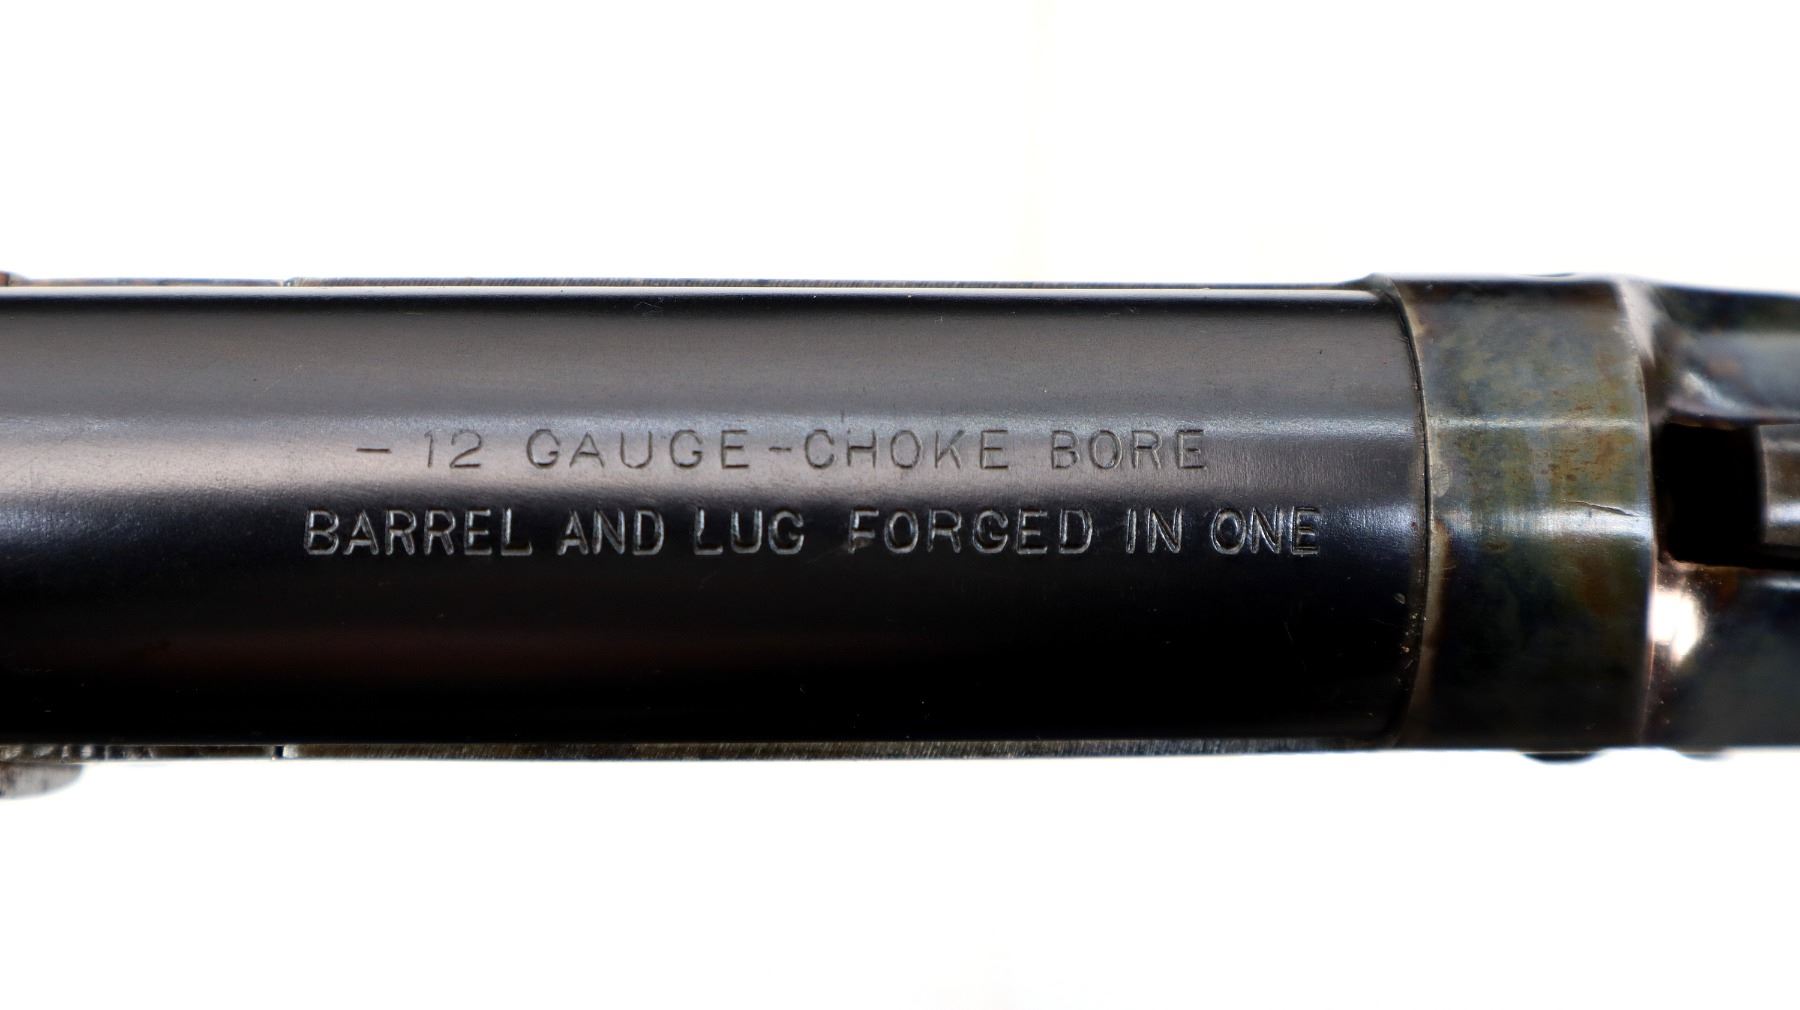 - 12 GAUGE-CHOKE BORE
BARREL AND LUG FORGED IN ONE